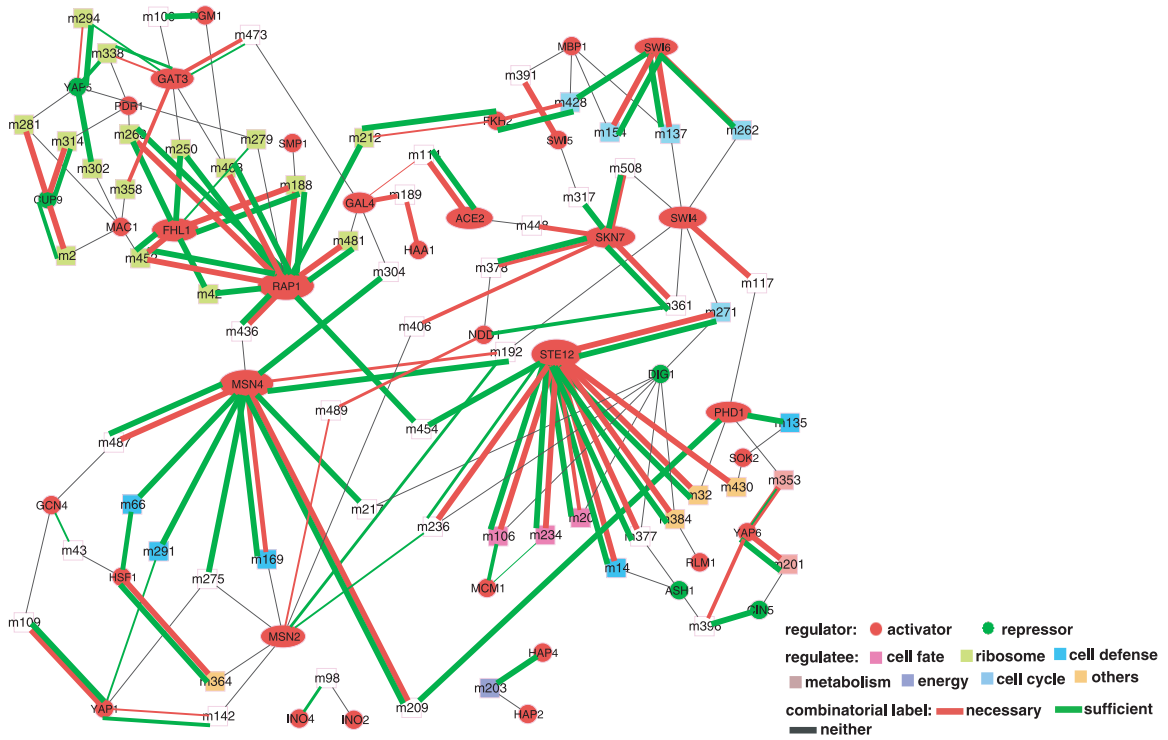 m294
m106
RGM1
m473
m338
GAT3
YAP5
PDR1
m281
m314
m263
m250
m279
SMP1
m302
m358
m188
CUP9
MAC1
FHL1
m2
m452
m42
RAP1
m436
m212
FKH2
m111
m189
GAL4
ACE2
m481
HAA1
m304
m448
MBP1
SWI6
m391
m428
m154
m137
m262
SWI5
m508
m317
SWI4
SKN7
m378
m117
m361
m271
m406
NDD1
m192
STE12
DIG1
MSN4
m489
m454
PHD1
m135
m487
SOK2
m353
GCN4
m66
m217
m32
m430
m236
m384
m43
m291
m169
m106
m234
m20
m377
YAP6
HSF1
m275
m14
RLM1
m201
MCM1
ASH1
CIN5
m109
MSN2
m396
m364
HAP4
m98
m203
YAP1
m142
INO4
INO2
m209
HAP2
regulator: activator repressor
regulatee: cell fate ribosome cell defense
metabolism energy cell cycle others
combinatorial label: necessary sufficient
neither